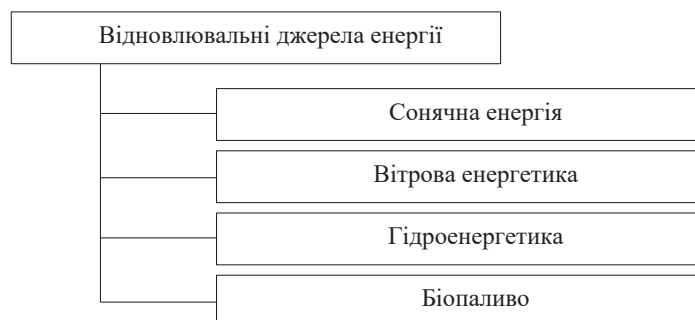 Відновлювальні джерела енергії
Сонячна енергія
Вітрова енергетика
Гідроенергетика
Біопаливо